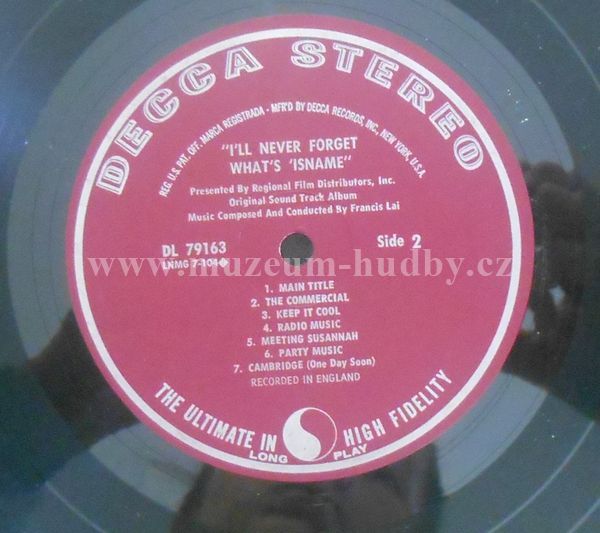 DECCA STEREO
REG. U.S. PAT. OFF. MARCA REGISTRADA - MFR'D BY DECCA RECORDS, INC., NEW YORK, U.S.A.
"I'LL NEVER FORGET
WHAT'S 'ISNAME"
Presented By Regional Film Distributors, Inc.
Original Sound Track Album
Music Composed And Conducted By Francis Lai
DL 79163
Side 2
LNMG 7-104
www.muzeum-hudby.cz
1. MAIN TITLE
2. THE COMMERCIAL
3. KEEP IT COOL
4. RADIO MUSIC
5. MEETING SUSANNAH
6. PARTY MUSIC
7. CAMBRIDGE (One Day Soon)
RECORDED IN ENGLAND
THE ULTIMATE IN HIGH FIDELITY
LONG PLAY